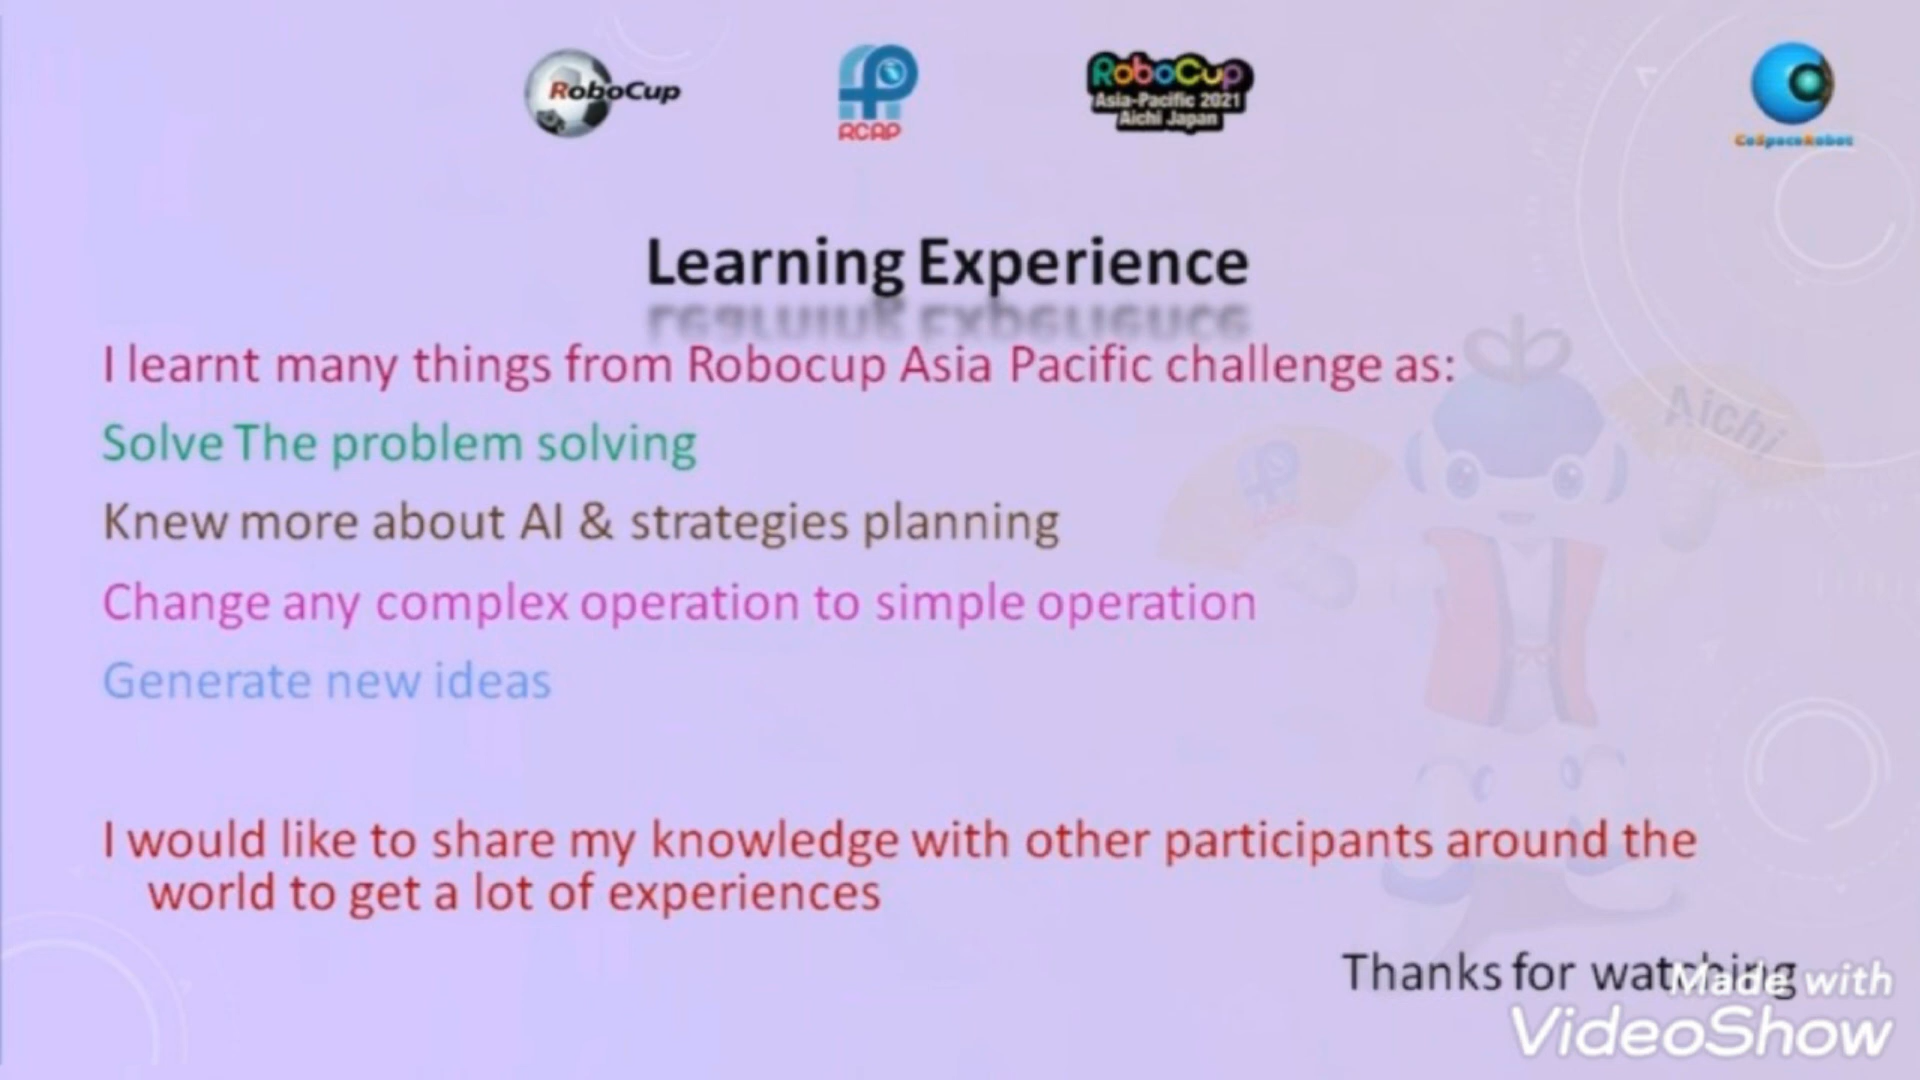 RoboCup
RCAP
RoboCup
Asia-Pacific 2021
Aichi Japan
CoSpaceRobot
Learning Experience
I learnt many things from Robocup Asia Pacific challenge as:
Solve The problem solving
Knew more about AI & strategies planning
Change any complex operation to simple operation
Generate new ideas
Aichi
I would like to share my knowledge with other participants around the
world to get a lot of experiences
Thanks for watching
Made with
VideoShow